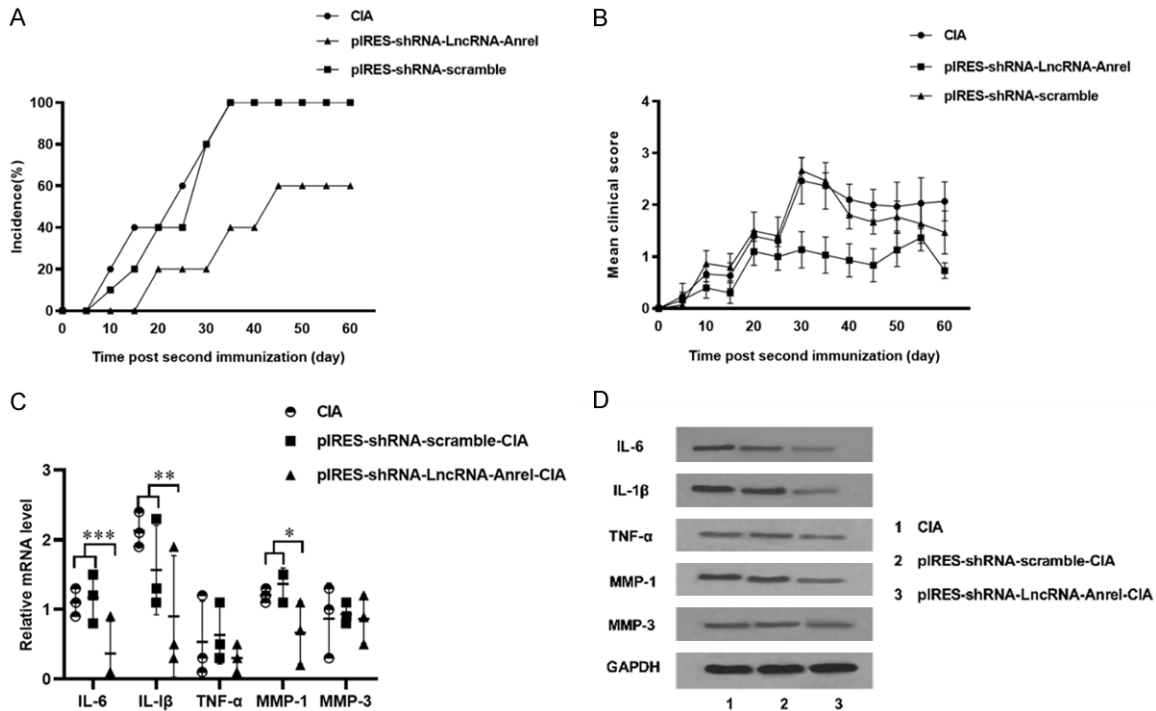 A
CIA
pIRES-shRNA-LncRNA-Anrel
pIRES-shRNA-scramble
100
80
60
40
20
0
Incidence(%)
0 10 20 30 40 50 60
Time post second immunization (day)
B
CIA
pIRES-shRNA-LncRNA-Anrel
pIRES-shRNA-scramble
4
3
2
1
0
Mean clinical score
0 10 20 30 40 50 60
Time post second immunization (day)
C
CIA
pIRES-shRNA-scramble-CIA
pIRES-shRNA-LncRNA-Anrel-CIA
3
2
1
0
Relative mRNA level
***
**
*
IL-6 IL-Iβ TNF-α MMP-1 MMP-3
D
IL-6
IL-1β
TNF-α
MMP-1
MMP-3
GAPDH
1 2 3
1 CIA
2 pIRES-shRNA-scramble-CIA
3 pIRES-shRNA-LncRNA-Anrel-CIA